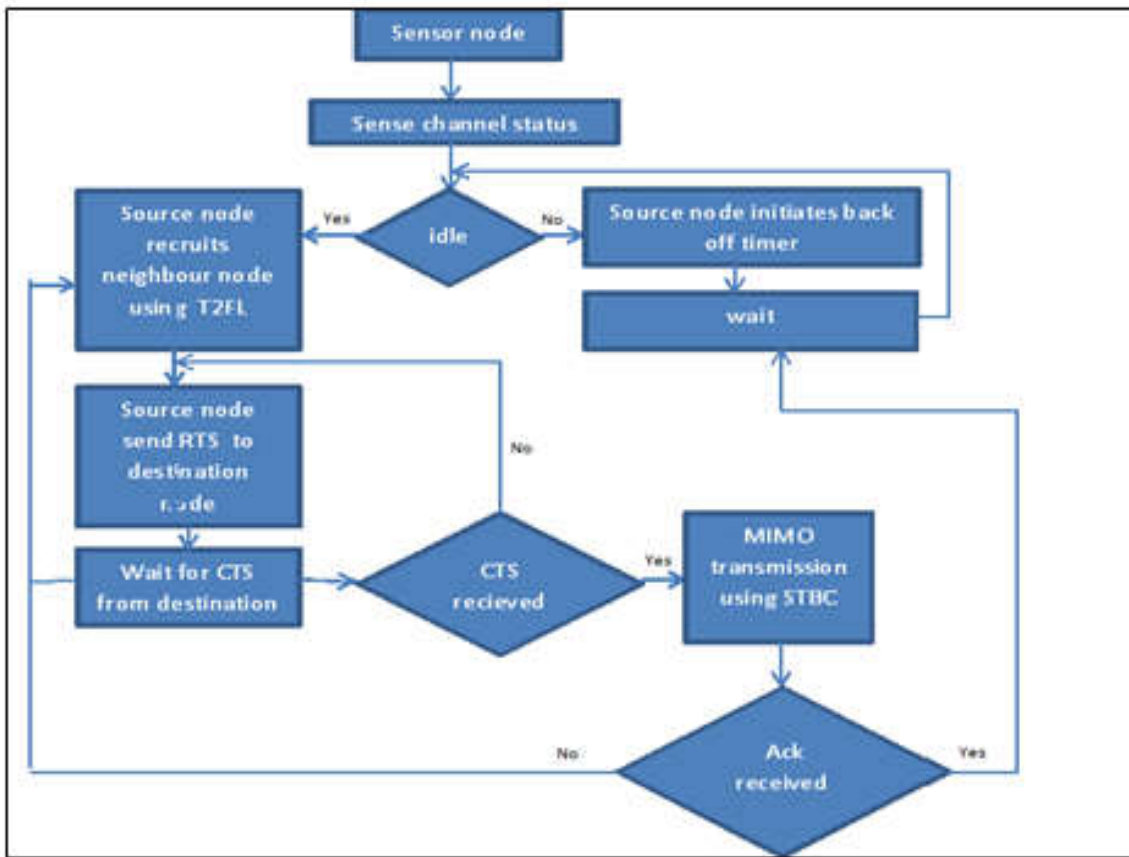 Sensor node
Sense channel status
Source node
recruits
neighbour node
using T2FL
Yes
idle
No
Source node initiates back
off timer
wait
Source node
send RTS to
destination
node
No
Wait for CTS
from destination
CTS
recieved
Yes
MIMO
transmission
using STBC
No
Ack
received
Yes